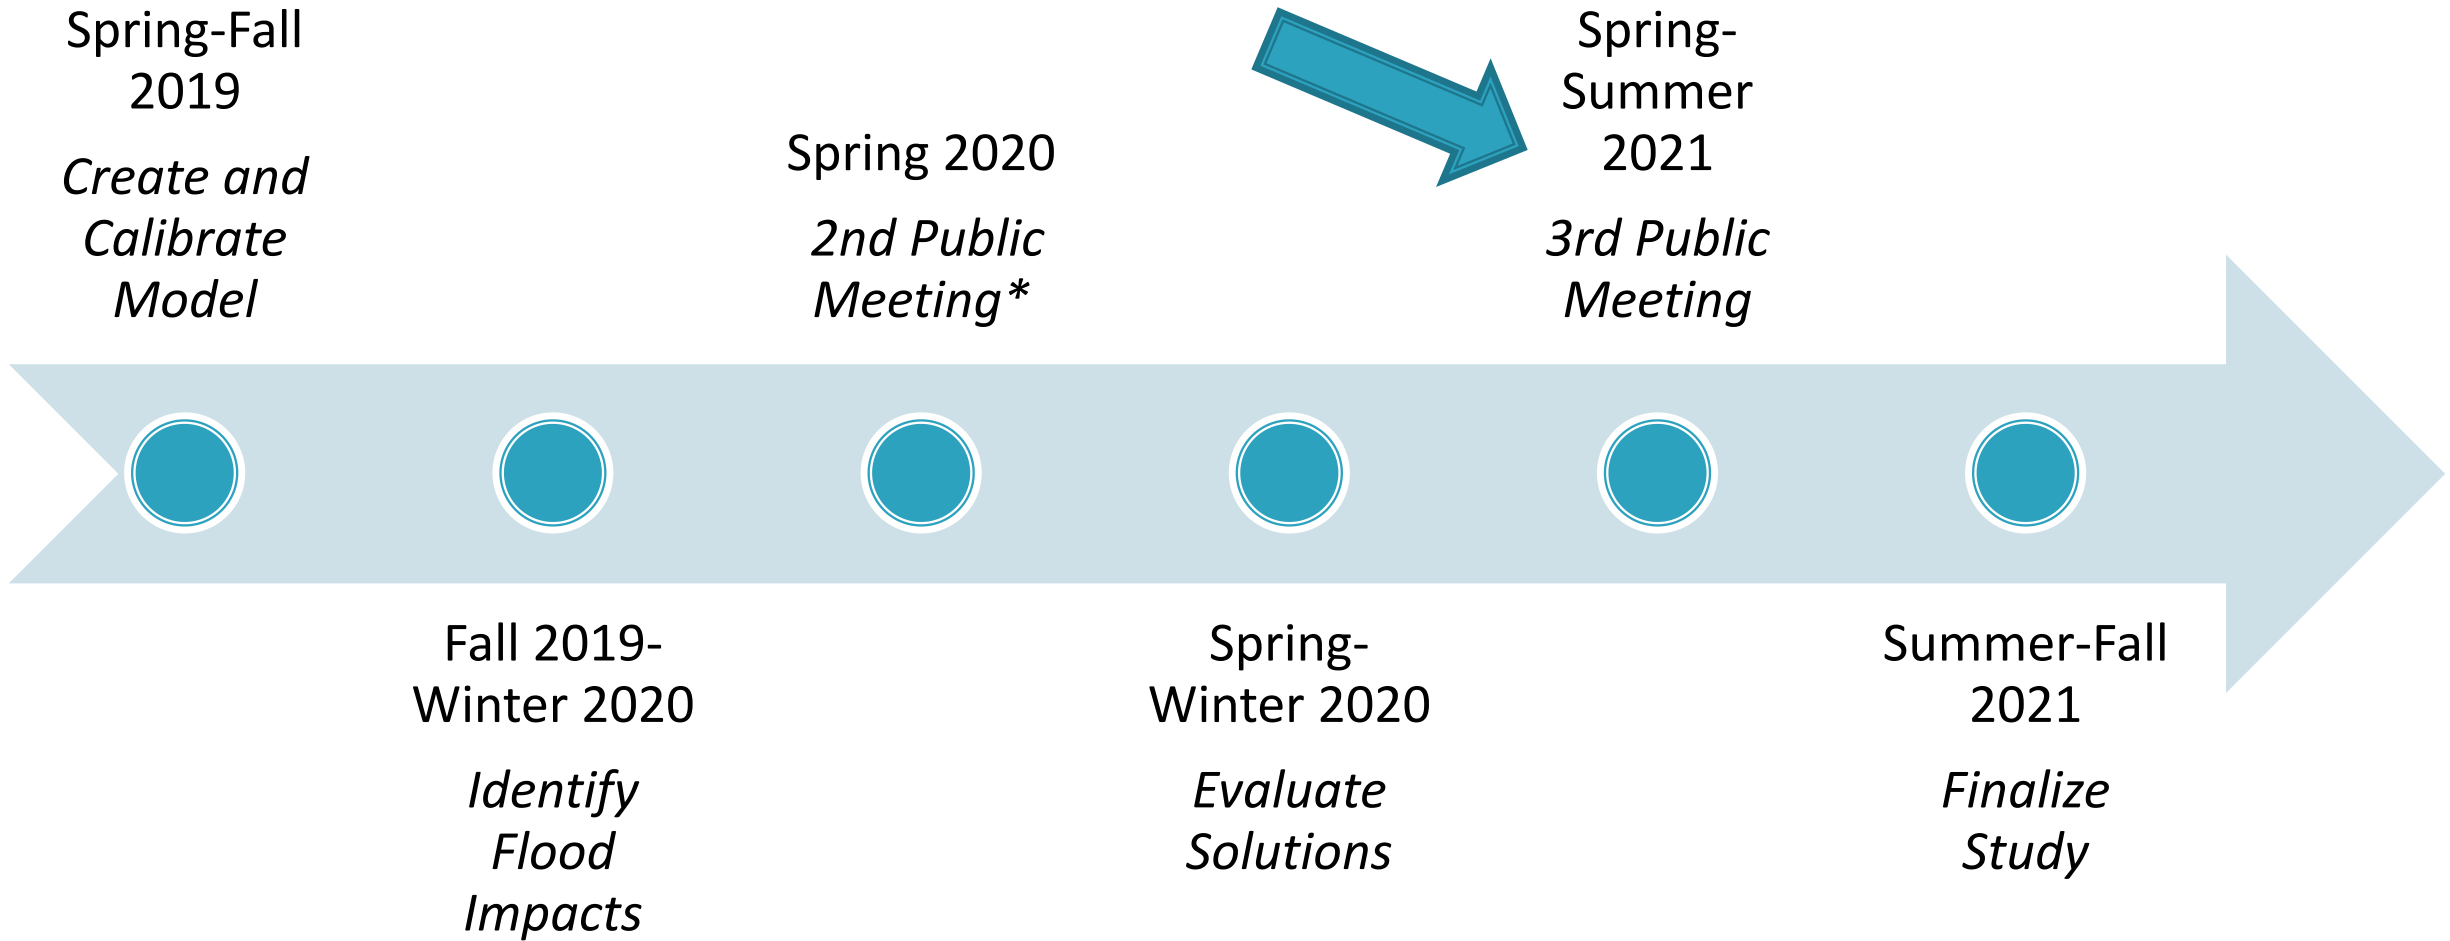 Spring-Fall
2019
Create and
Calibrate
Model
Fall 2019-
Winter 2020
Identify
Flood
Impacts
Spring 2020
2nd Public
Meeting*
Spring-
Winter 2020
Evaluate
Solutions
Spring-
Summer
2021
3rd Public
Meeting
Summer-Fall
2021
Finalize
Study